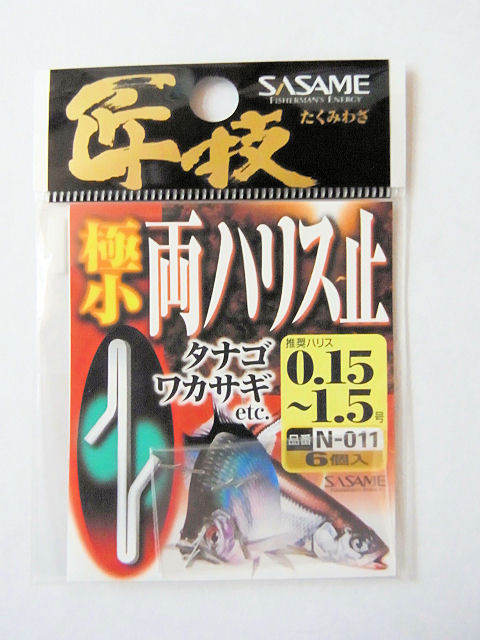 匠技
SASAME
FISHERMAN'S ENERGY
たくみわざ
極小
両ハリス止
タナゴ
ワカサギ
etc.
推奨ハリス
0.15
~1.5号
品番 N-011
6個入
SASAME
FISHERMAN'S ENERGY